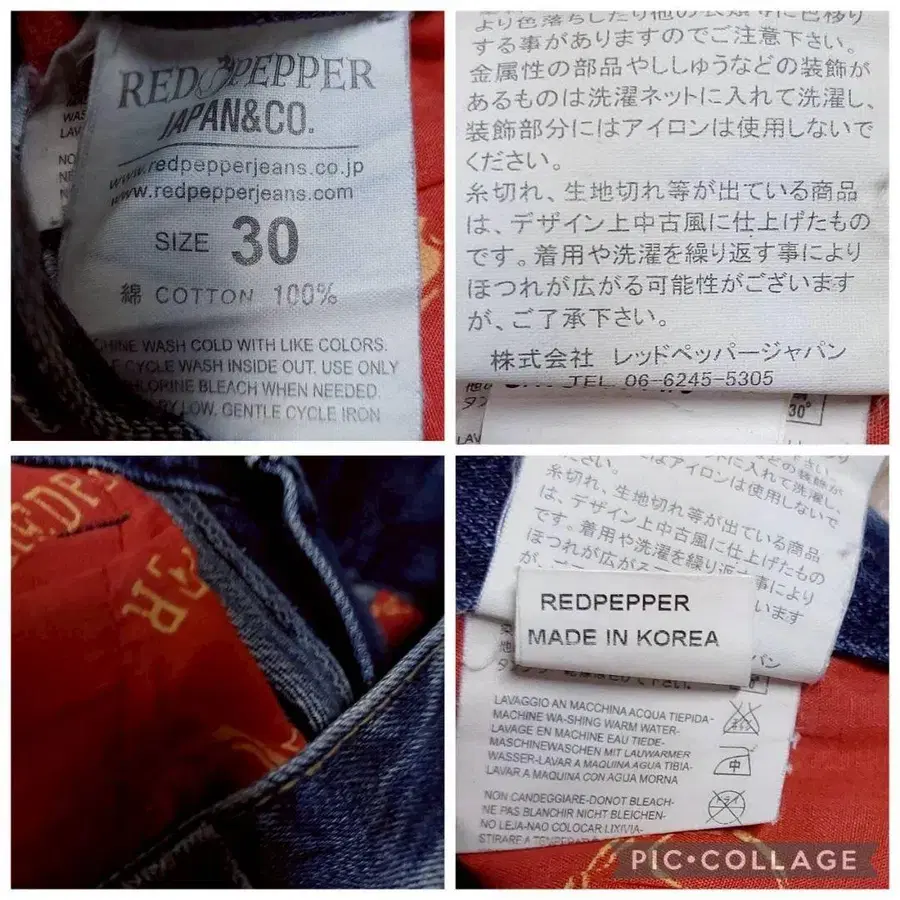 RED PEPPER
JAPAN&CO.
www.redpepperjeans.co.jp
www.redpepperjeans.com
SIZE 30
綿 COTTON 100%
WASH COLD WITH LIKE COLORS.
CYCLE WASH INSIDE OUT. USE ONLY
BLEACH WHEN NEEDED.
LOW, GENTLE CYCLE IRON
より色落ちしたり他の衣類等に色移り
する事がありますのでご注意下さい。
金属性の部品やししゅうなどの装飾が
あるものは洗濯ネットに入れて洗濯し、
装飾部分にはアイロンは使用しないで
ください。
糸切れ、生地切れ等が出ている商品
は、デザイン上中古風に仕上げたもの
です。着用や洗濯を繰り返す事により
ほつれが広がる可能性がございます
が、ご了承下さい。
株式会社 レッドペッパージャパン
TEL 06-6245-5305
30°
ER
糸切れ、生地切れ等が出ている商品
は、デザイン上中古風に仕上げたもの
です。着用や洗濯を繰り返す事により
ほつれが広がる
います
REDPEPPER
MADE IN KOREA
LAVAGGIO AN MACCHINA ACQUA TIEPIDA-
MACHINE WA-SHING WARM WATER-
LAVAGE EN MACHINE EAU TIEDE-
MASCHINEWASCHEN MIT LAUWARMER
WASSER-LAVAR A MAQUINA AGUA TIBIA-
LAVAR A MAQUINA CON AGUA MORNA
中
NON CANDEGGIARE-DONOT BLEACH-
NE PAS BLANCHIR NICHT BLEICHEN-
NO LEJA-NAO COLOCAR LIXIVIA-
STIRARE A
PIC•COLLAGE